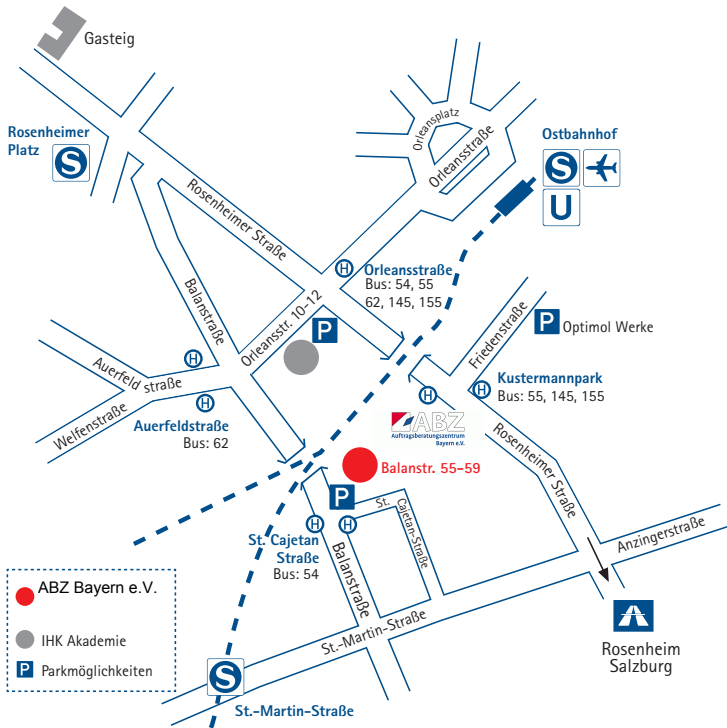 Gasteig
Rosenheimer
Platz
S
Orleansplatz
Orleansstraße
Ostbahnhof
S
U
Rosenheimer Straße
H
Orleansstraße
Bus: 54, 55
62, 145, 155
Balanstraße
Orleansstr. 10-12
P
Friedenstraße
P
Optimol Werke
H
Auerfeld straße
Welfenstraße
H
Auerfeldstraße
Bus: 62
H
H
Kustermannpark
Bus: 55, 145, 155
ABZ
Auftragsberatungszentrum
Bayern e.V.
Rosenheimer Straße
Balanstr. 55-59
P
St.
Cajetan-Straße
H
H
St. Cajetan
Straße
Bus: 54
Balanstraße
Anzingerstraße
St.-Martin-Straße
Rosenheim
Salzburg
S
St.-Martin-Straße
ABZ Bayern e.V.
IHK Akademie
P
Parkmöglichkeiten